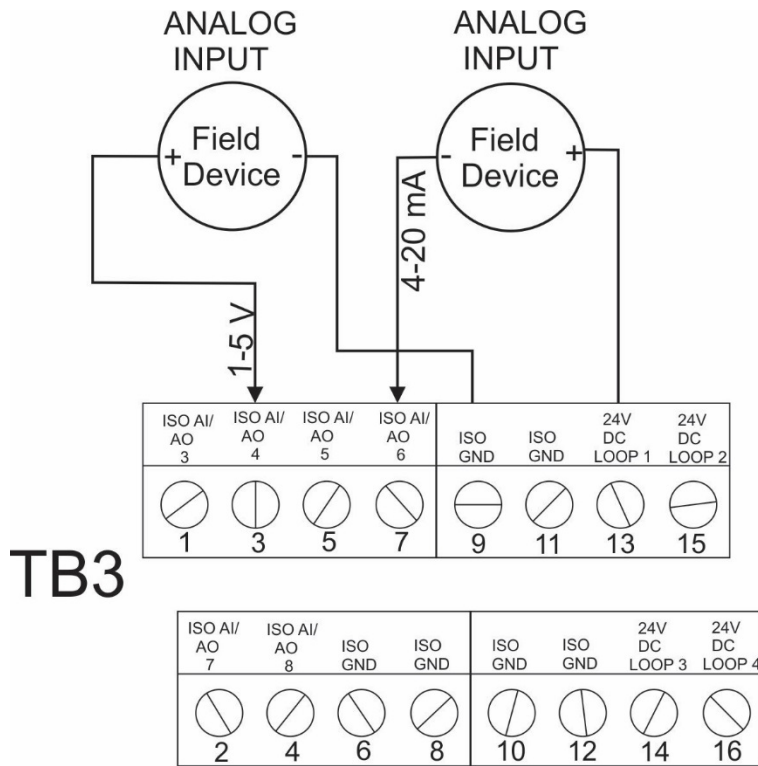 ANALOG
INPUT
ANALOG
INPUT
+ Field -
Device
- Field +
Device
1-5 V
4-20 mA
ISO AI/
AO
3
ISO AI/
AO
4
ISO AI/
AO
5
ISO AI/
AO
6
ISO
GND
ISO
GND
24V
DC
LOOP 1
24V
DC
LOOP 2
1 3 5 7 9 11 13 15
TB3
ISO AI/
AO
7
ISO AI/
AO
8
ISO
GND
ISO
GND
ISO
GND
ISO
GND
24V
DC
LOOP 3
24V
DC
LOOP 4
2 4 6 8 10 12 14 16